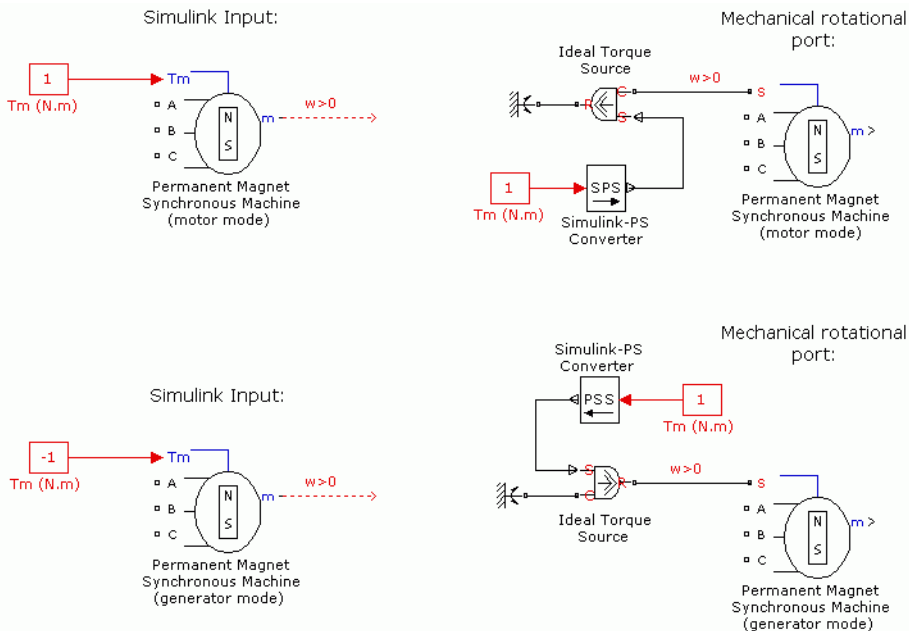 Simulink Input:
1
Tm (N.m)
Tm
A
B
C
N
S
m
w>0
Permanent Magnet
Synchronous Machine
(motor mode)
Mechanical rotational
port:
Ideal Torque
Source
R
C
S
w>0
1
Tm (N.m)
SPS
Simulink-PS
Converter
S
A
B
C
N
S
m
Permanent Magnet
Synchronous Machine
(motor mode)
Simulink Input:
-1
Tm (N.m)
Tm
A
B
C
N
S
m
w>0
Permanent Magnet
Synchronous Machine
(generator mode)
Mechanical rotational
port:
Simulink-PS
Converter
PSS
1
Tm (N.m)
S
C
R
w>0
Ideal Torque
Source
S
A
B
C
N
S
m
Permanent Magnet
Synchronous Machine
(generator mode)